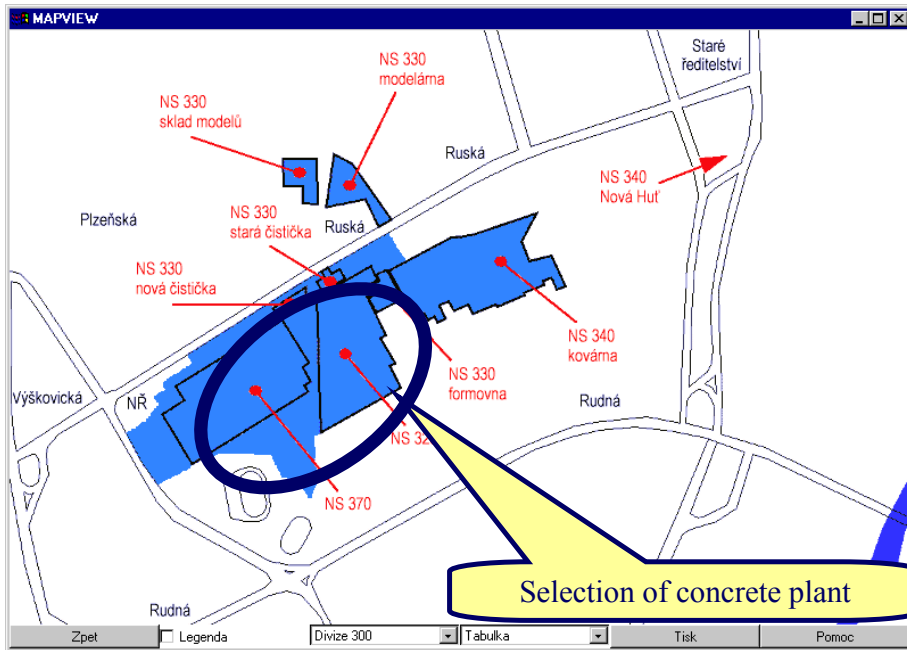 MAPVIEW
Staré
ředitelství
NS 330
modelárna
NS 330
sklad modelů
Ruská
NS 340
Nová Huť
Plzeňská
NS 330
stará čistička
Ruská
NS 330
nová čistička
NS 340
kovárna
NS 330
formovna
Rudná
Výškovická
NŘ
NS 32
NS 370
Selection of concrete plant
Rudná
Zpet
Legenda
Divize 300
Tabulka
Tisk
Pomoc